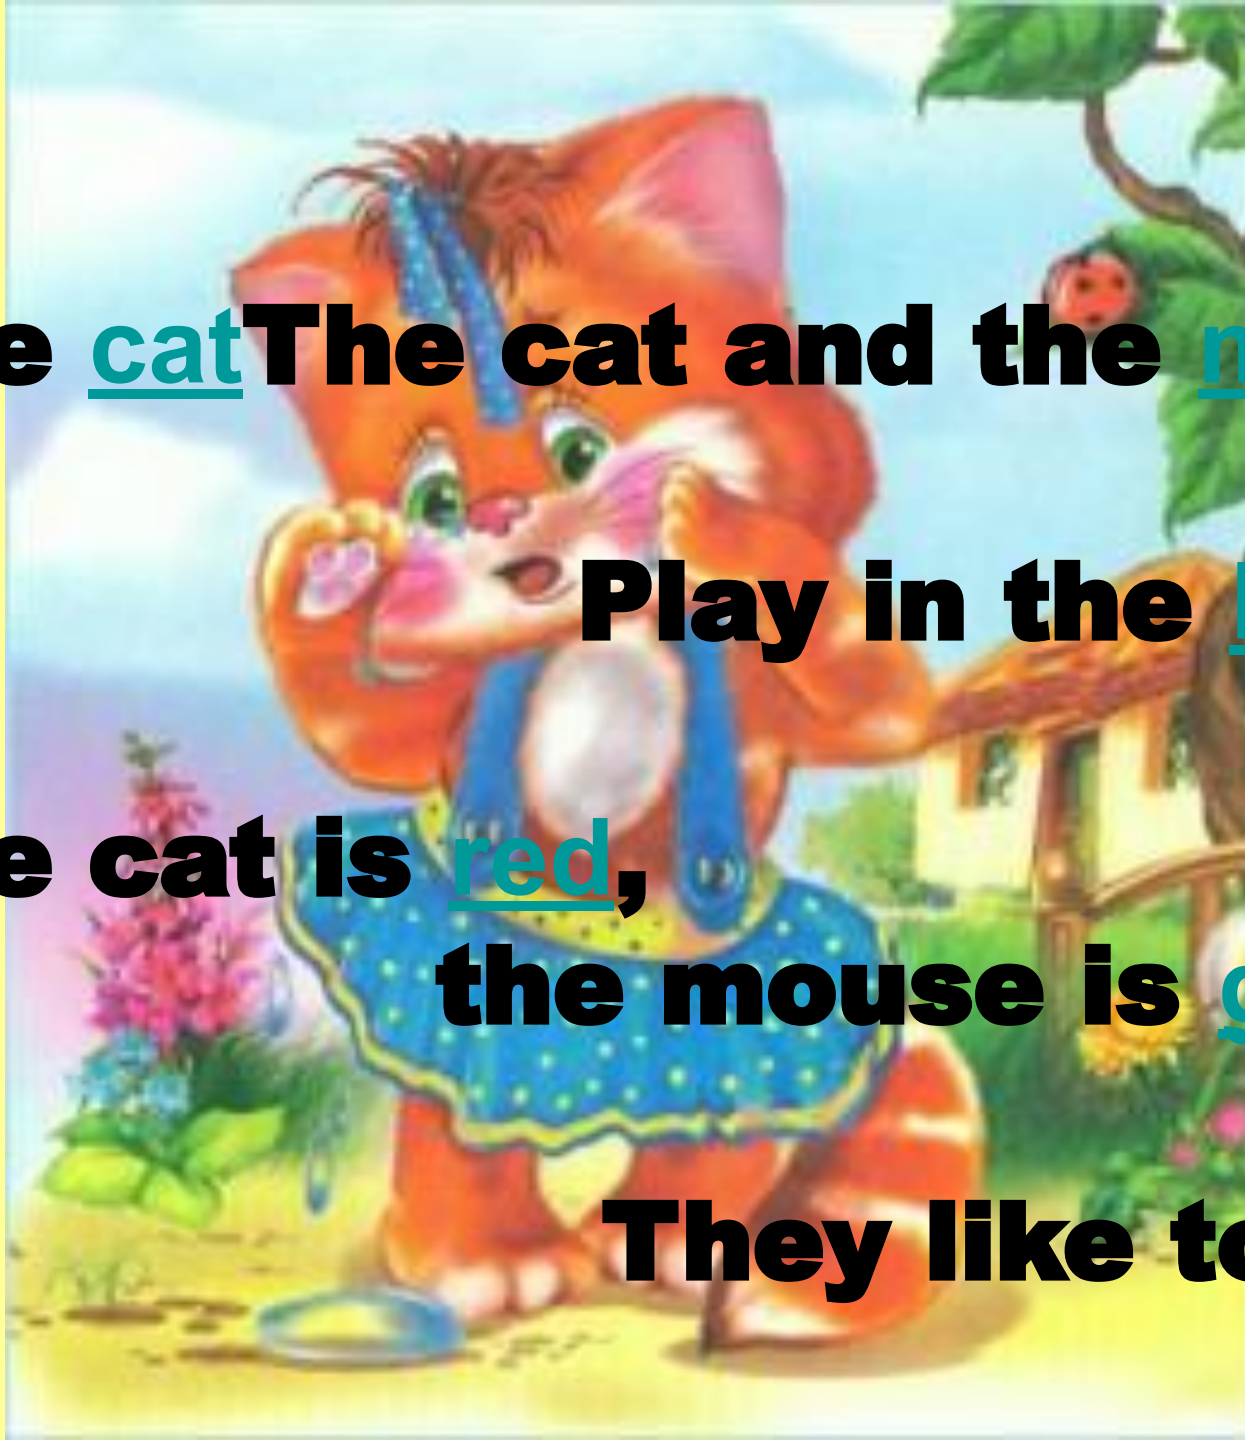 catThe cat and the
Play in the
cat is red,
the mouse is
They like